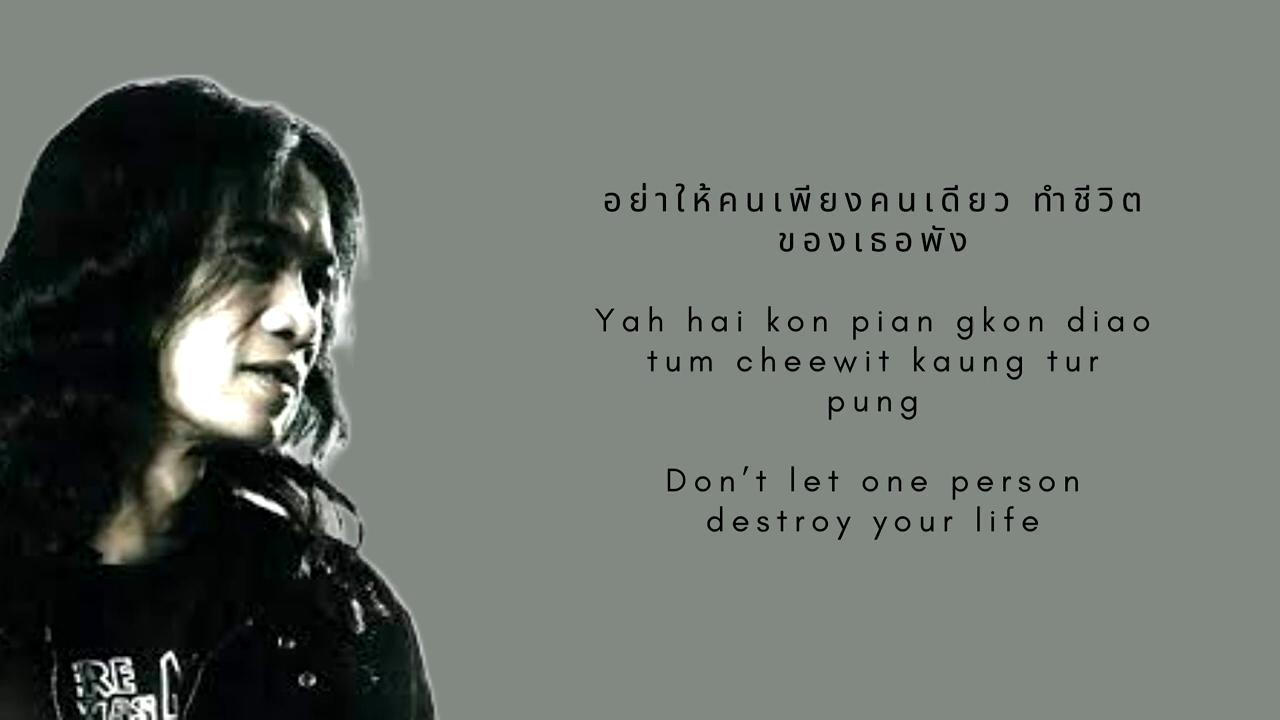 อย่าให้คนเพียงคนเดียว ทำชีวิต
ของเธอพัง
Yah hai kon pian gkon diao
tum cheewit kaung tur
pung
Don’t let one person
destroy your life
RE